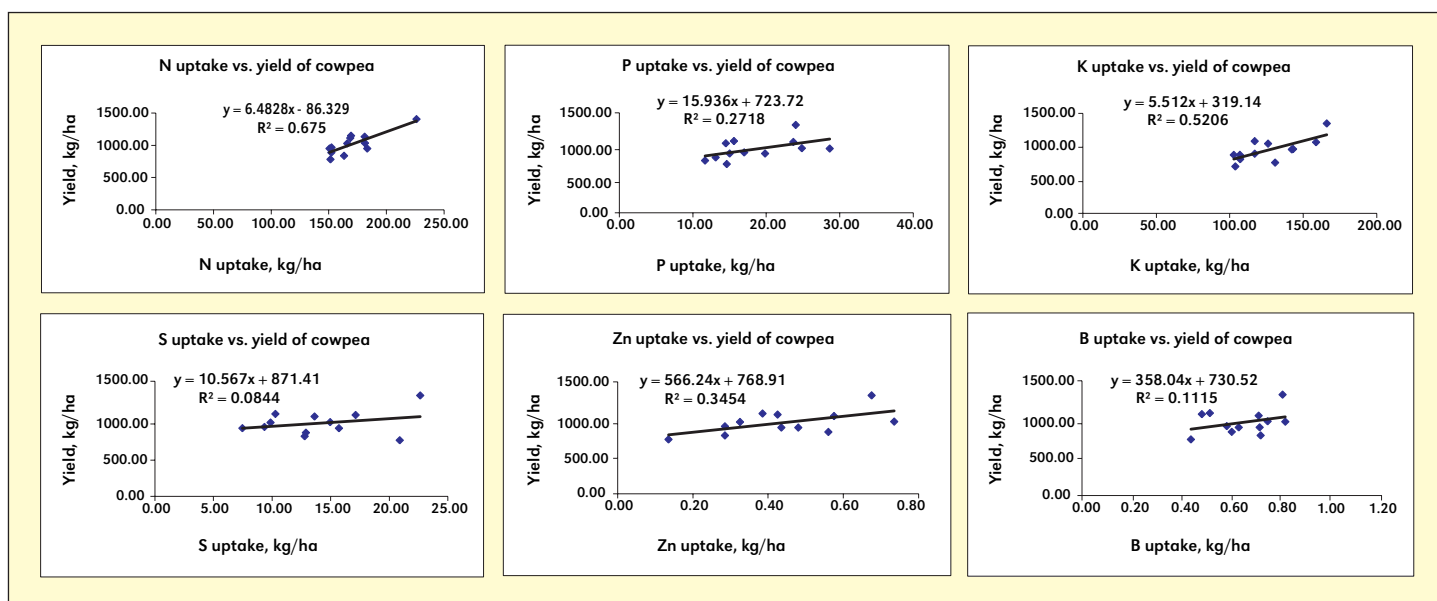 N uptake vs. yield of cowpea
y = 6.4828x - 86.329
R² = 0.675
1500.00
1000.00
500.00
0.00
Yield, kg/ha
0.00 50.00 100.00 150.00 200.00 250.00
N uptake, kg/ha
P uptake vs. yield of cowpea
y = 15.936x + 723.72
R² = 0.2718
1500.00
1000.00
500.00
0.00
Yield, kg/ha
0.00 10.00 20.00 30.00 40.00
P uptake, kg/ha
K uptake vs. yield of cowpea
y = 5.512x + 319.14
R² = 0.5206
1500.00
1000.00
500.00
0.00
Yield, kg/ha
0.00 50.00 100.00 150.00 200.00
K uptake, kg/ha
S uptake vs. yield of cowpea
y = 10.567x + 871.41
R² = 0.0844
1500.00
1000.00
500.00
0.00
Yield, kg/ha
0.00 5.00 10.00 15.00 20.00 25.00
S uptake, kg/ha
Zn uptake vs. yield of cowpea
y = 566.24x + 768.91
R² = 0.3454
1500.00
1000.00
500.00
0.00
Yield, kg/ha
0.00 0.20 0.40 0.60 0.80
Zn uptake, kg/ha
B uptake vs. yield of cowpea
y = 358.04x + 730.52
R² = 0.1115
1500.00
1000.00
500.00
0.00
Yield, kg/ha
0.00 0.20 0.40 0.60 0.80 1.00 1.20
B uptake, kg/ha